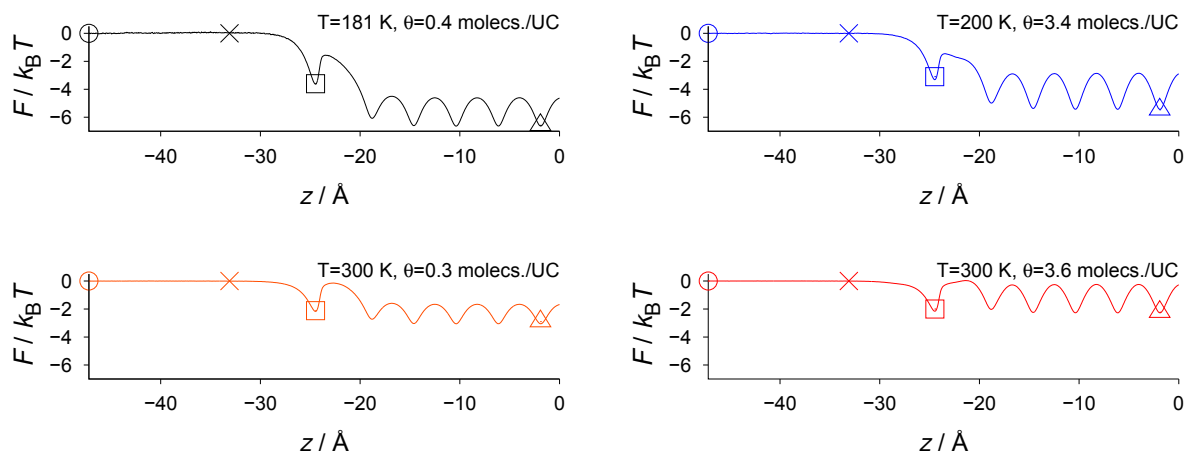 T=181 K, θ=0.4 molecs./UC
F / kBT
0
−2
−4
−6
−40 −30 −20 −10 0
z / Å
T=200 K, θ=3.4 molecs./UC
F / kBT
0
−2
−4
−6
−40 −30 −20 −10 0
z / Å
T=300 K, θ=0.3 molecs./UC
F / kBT
0
−2
−4
−6
−40 −30 −20 −10 0
z / Å
T=300 K, θ=3.6 molecs./UC
F / kBT
0
−2
−4
−6
−40 −30 −20 −10 0
z / Å